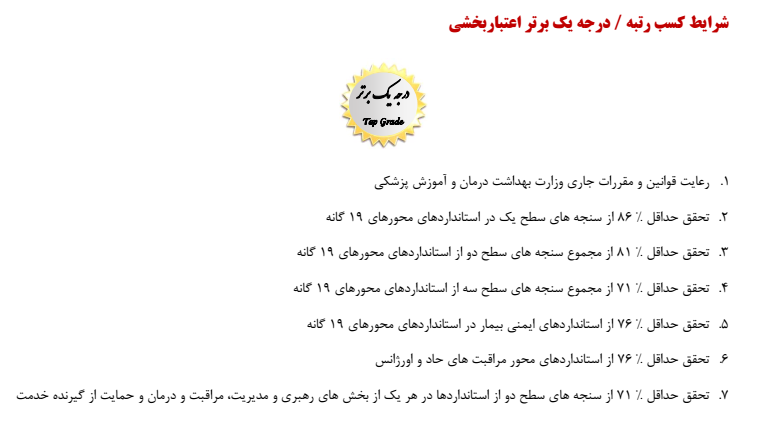 شرایط کسب رتبه / درجه یک برتر اعتباربخشی
درجه یک برتر
Top Grade
۱. رعایت قوانین و مقررات جاری وزارت بهداشت درمان و آموزش پزشکی
۲. تحقق حداقل ٪ ۸۶ از سنجه های سطح یک در استانداردهای محورهای ۱۹ گانه
۳. تحقق حداقل ٪ ۸۱ از مجموع سنجه های سطح دو از استانداردهای محورهای ۱۹ گانه
۴. تحقق حداقل ٪ ۷۱ از مجموع سنجه های سطح سه از استانداردهای محورهای ۱۹ گانه
۵. تحقق حداقل ٪ ۷۶ از استانداردهای ایمنی بیمار در استانداردهای محورهای ۱۹ گانه
۶. تحقق حداقل ٪ ۷۶ از استانداردهای محور مراقبت های حاد و اورژانس
۷. تحقق حداقل ٪ ۷۱ از سنجه های سطح دو از استانداردها در هر یک از بخش های رهبری و مدیریت، مراقبت و درمان و حمایت از گیرنده خدمت